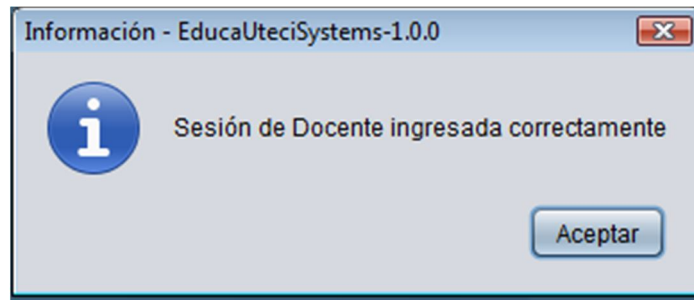 Información - EducaUteciSystems-1.0.0
Sesión de Docente ingresada correctamente
Aceptar